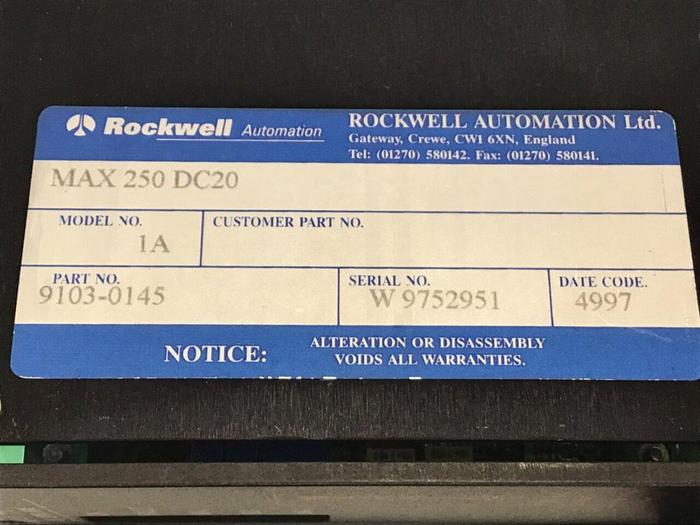 Rockwell Automation
ROCKWELL AUTOMATION Ltd.
Gateway, Crewe, CW1 6XN, England
Tel: (01270) 580142. Fax: (01270) 580141.
MAX 250 DC20
MODEL NO.
1A
CUSTOMER PART NO.
PART NO.
9103-0145
SERIAL NO.
W 9752951
DATE CODE.
4997
NOTICE:
ALTERATION OR DISASSEMBLY
VOIDS ALL WARRANTIES.